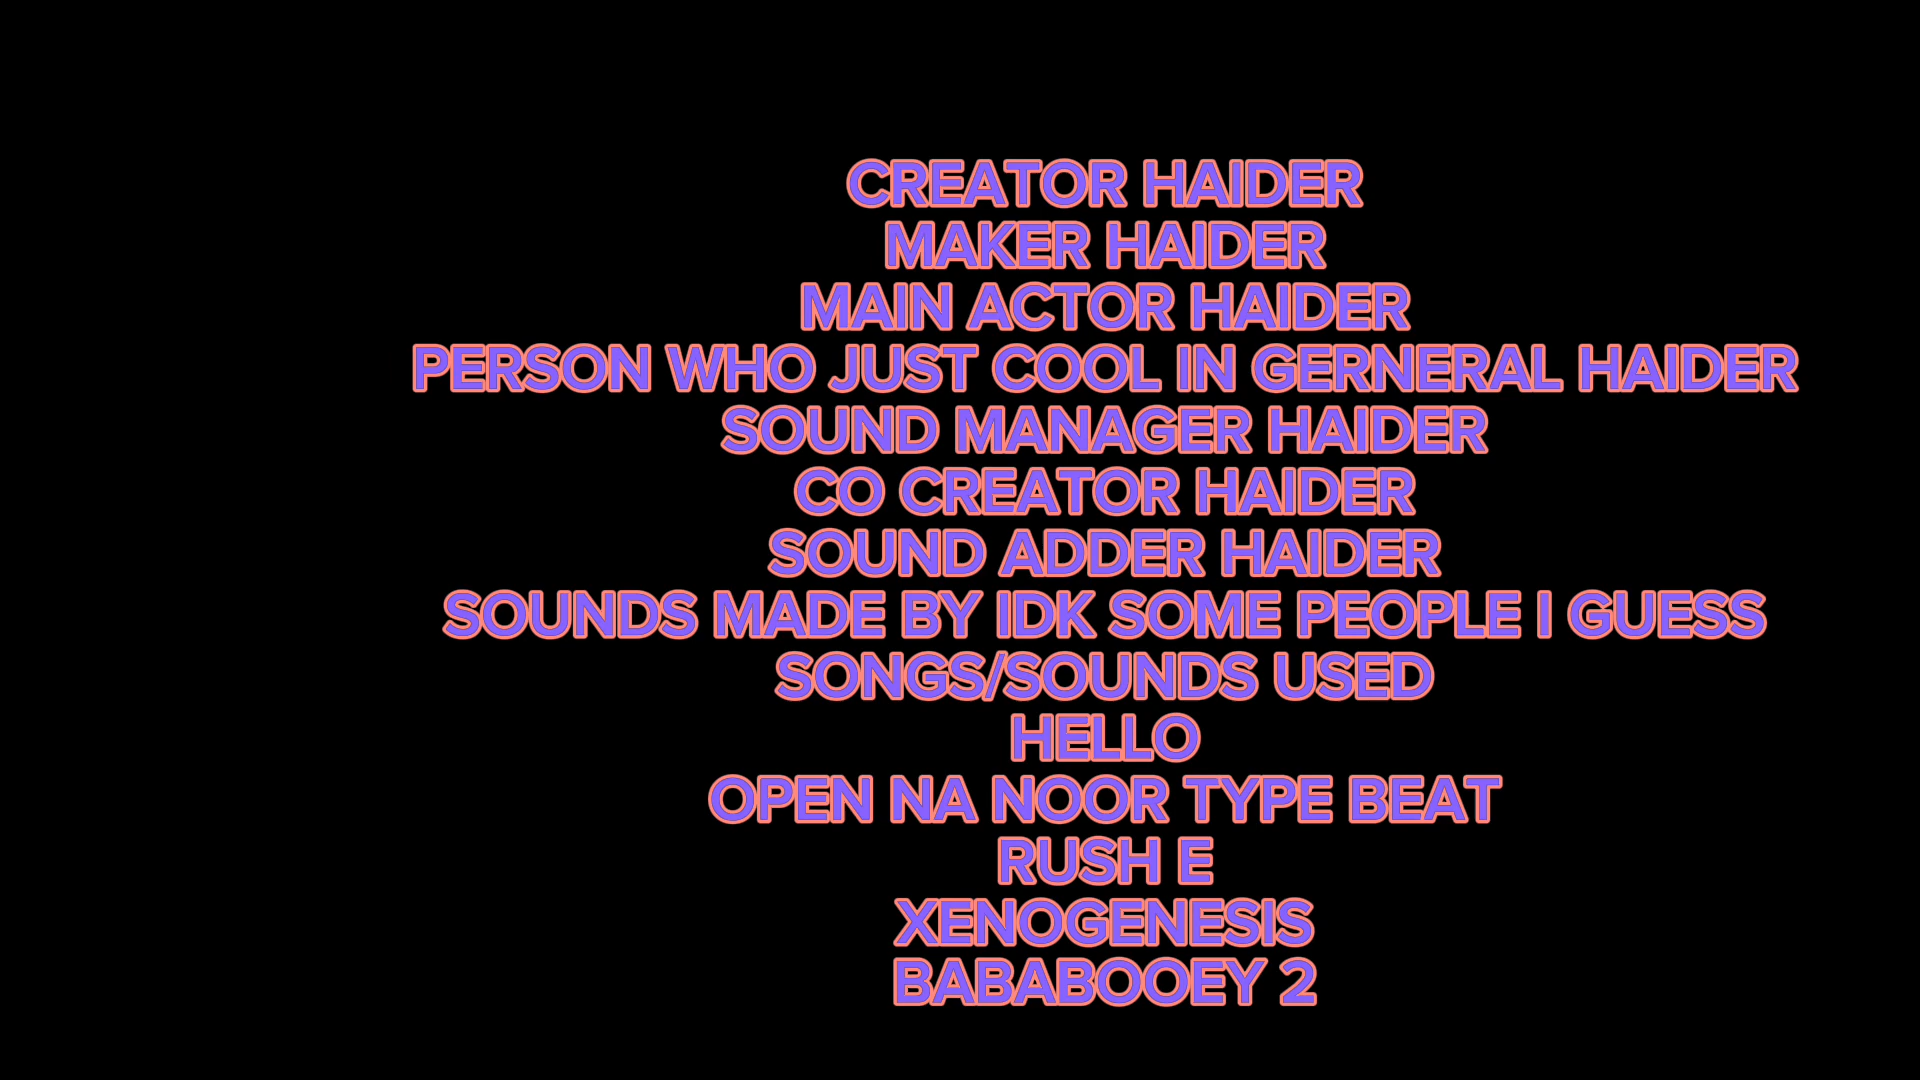 CREATOR HAIDER
MAKER HAIDER
MAIN ACTOR HAIDER
PERSON WHO JUST COOL IN GERNERAL HAIDER
SOUND MANAGER HAIDER
CO CREATOR HAIDER
SOUND ADDER HAIDER
SOUNDS MADE BY IDK SOME PEOPLE I GUESS
SONGS/SOUNDS USED
HELLO
OPEN NA NOOR TYPE BEAT
RUSH E
XENOGENESIS
BABABOOEY 2